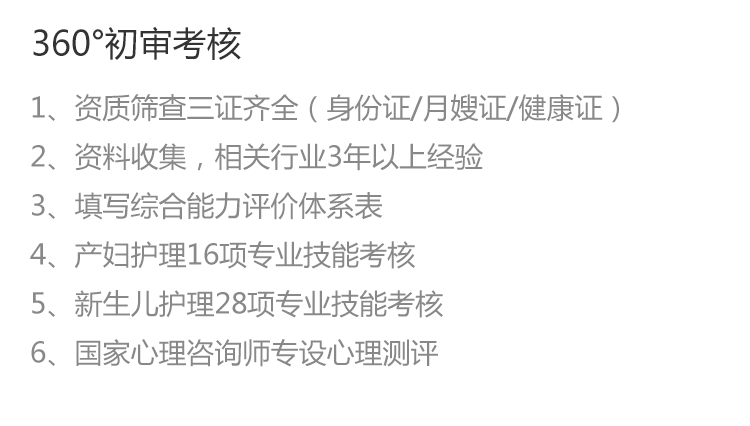 360°初审考核
1、资质筛查三证齐全（身份证/月嫂证/健康证）
2、资料收集，相关行业3年以上经验
3、填写综合能力评价体系表
4、产妇护理16项专业技能考核
5、新生儿护理28项专业技能考核
6、国家心理咨询师专设心理测评